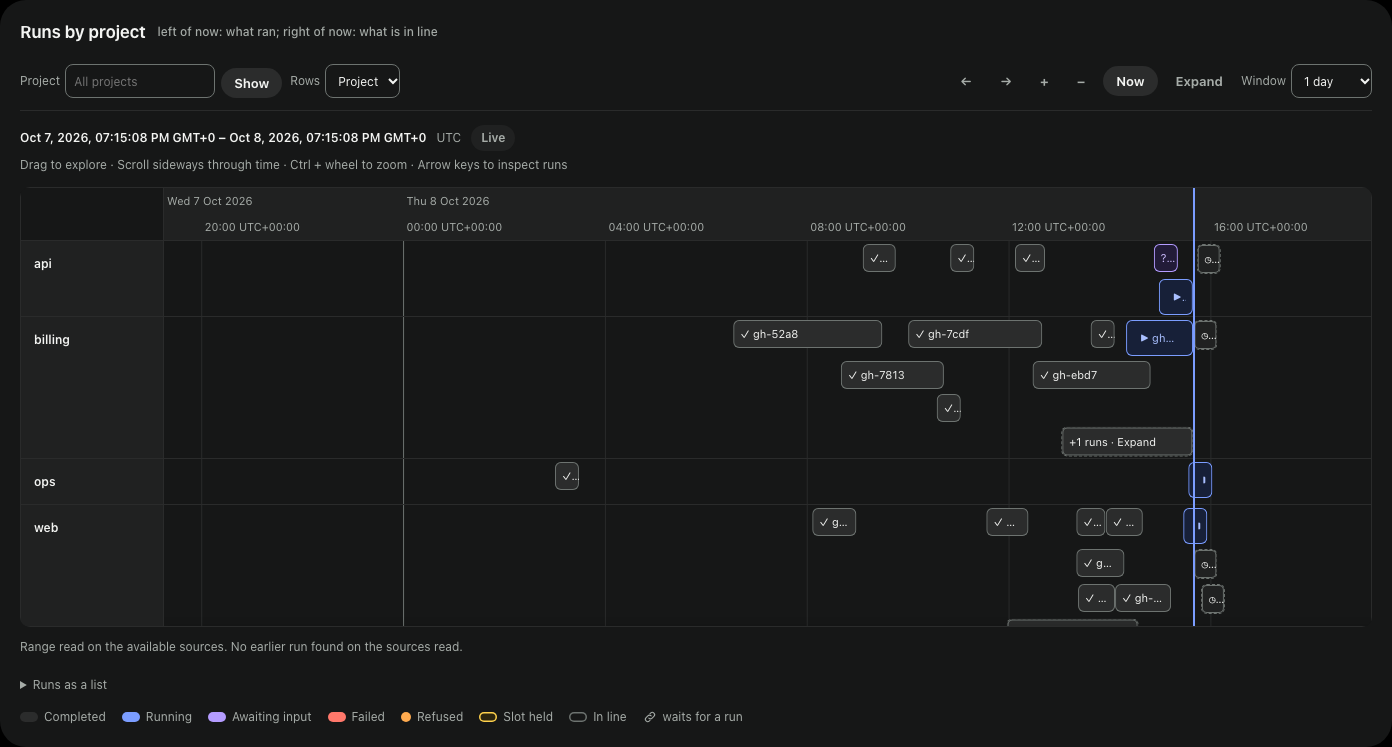 Runs by project left of now: what ran; right of now: what is in line
Project All projects Show Rows Project ← → + − Now Expand Window 1 day
Oct 7, 2026, 07:15:08 PM GMT+0 – Oct 8, 2026, 07:15:08 PM GMT+0 UTC Live
Drag to explore · Scroll sideways through time · Ctrl + wheel to zoom · Arrow keys to inspect runs
Wed 7 Oct 2026 Thu 8 Oct 2026
20:00 UTC+00:00 00:00 UTC+00:00 04:00 UTC+00:00 08:00 UTC+00:00 12:00 UTC+00:00 16:00 UTC+00:00
api ✓... ✓... ✓... ?...
billing ✓ gh-52a8 ✓ gh-7cdf ✓... ▶ gh...
✓ gh-7813 ✓ gh-ebd7
✓...
+1 runs · Expand
ops ✓...
web ✓ g... ✓ ... ✓... ✓ ...
✓ g...
✓ ... ✓ gh-...
Range read on the available sources. No earlier run found on the sources read.
▶ Runs as a list
Completed Running Awaiting input Failed Refused Slot held In line waits for a run